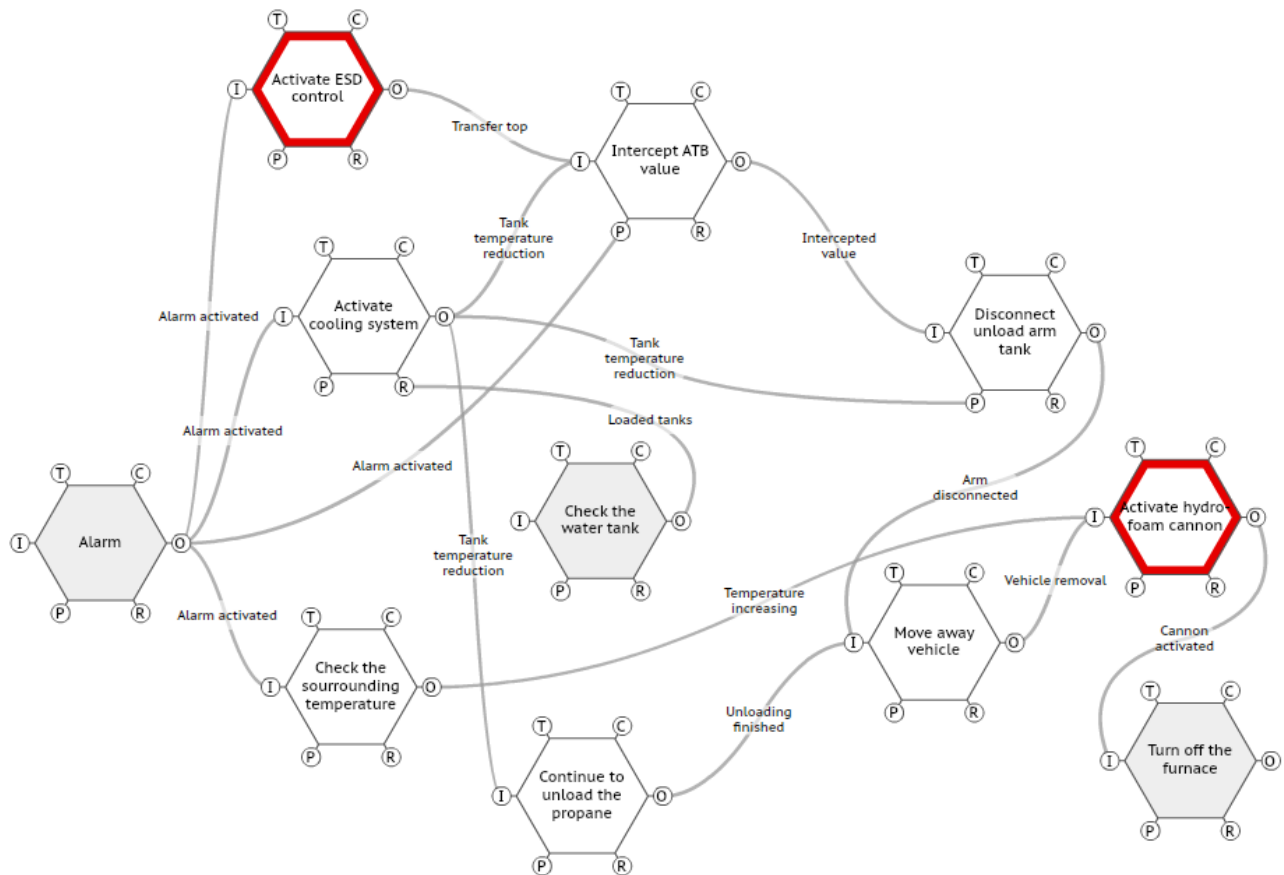 T C
Activate ESD
control
I O
P R
Transfer top
T C
Intercept ATB
value
I O
P R
Tank
temperature
reduction
Intercepted
value
T C
Activate
cooling system
I O
P R
Alarm activated
Tank
temperature
reduction
T C
Disconnect
unload arm
tank
I O
P R
Loaded tanks
Alarm activated
Alarm activated
T C
Alarm
I O
P R
T C
Check the
water tank
I O
P R
Arm
disconnected
T C
Activate hydro-
foam cannon
I O
P R
Tank
temperature
reduction
Alarm activated
Temperature
increasing
Vehicle removal
T C
Check the
sourrounding
temperature
I O
P R
T C
Move away
vehicle
I O
P R
Cannon
activated
Unloading
finished
T C
Continue to
unload the
propane
I O
P R
T C
Turn off the
furnace
I O
P R